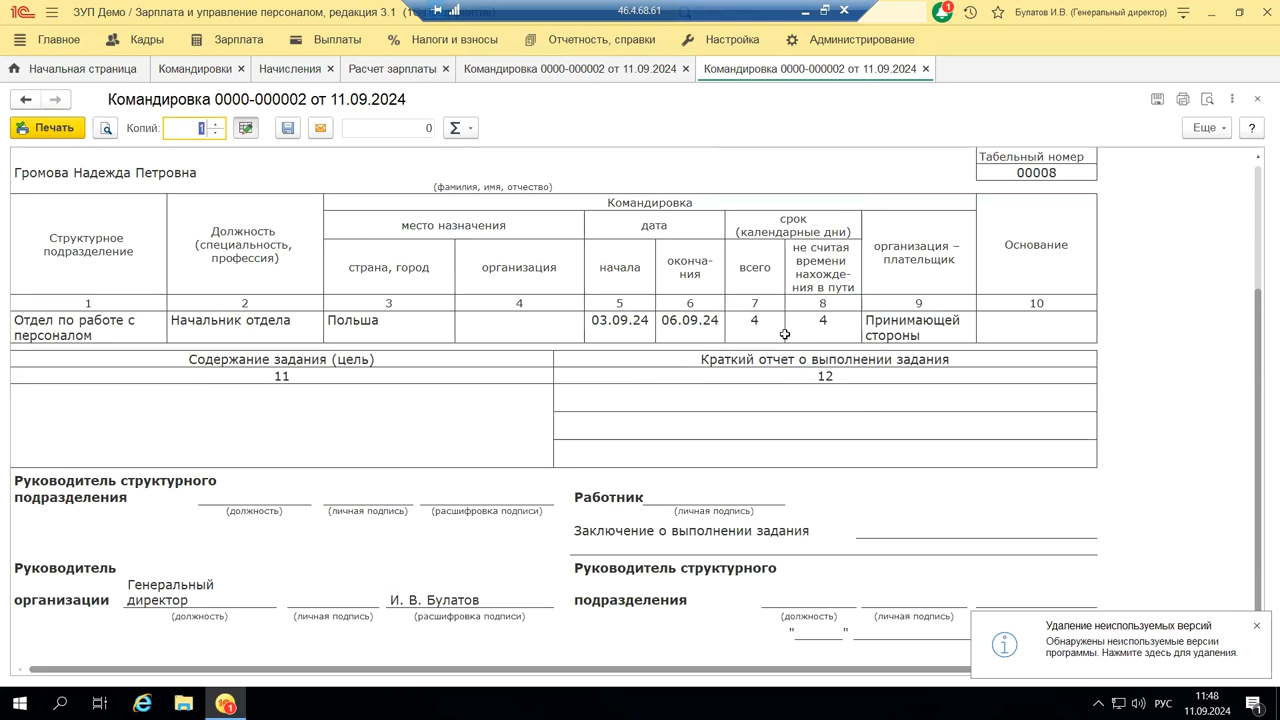 ЗУП Демо / Зарплата и управление персоналом, редакция 3.1
46.4.68.61
1
Булатов И.В. (Генеральный директор)
Главное
Кадры
Зарплата
Выплаты
Налоги и взносы
Отчетность, справки
Настройка
Администрирование
Начальная страница
Командировки
Начисления
Расчет зарплаты
Командировка 0000-000002 от 11.09.2024
Командировка 0000-000002 от 11.09.2024
Командировка 0000-000002 от 11.09.2024
Печать
Копий:
1
0
Σ
Еще
?
Табельный номер
Громова Надежда Петровна
00008
(фамилия, имя, отчество)
Структурное
подразделение
Должность
(специальность,
профессия)
Командировка
место назначения
дата
срок
(календарные дни)
организация –
плательщик
Основание
страна, город
организация
начала
оконча-
ния
всего
не считая
времени
нахожде-
ния в пути
1 2 3 4 5 6 7 8 9 10
Отдел по работе с
персоналом
Начальник отдела
Польша
03.09.24
06.09.24
4
4
Принимающей
стороны
Содержание задания (цель)
Краткий отчет о выполнении задания
11
12
Руководитель структурного
подразделения
(должность)
(личная подпись)
(расшифровка подписи)
Работник
(личная подпись)
Заключение о выполнении задания
Руководитель
организации
Генеральный
директор
И. В. Булатов
(должность)
(личная подпись)
(расшифровка подписи)
Руководитель структурного
подразделения
(должность)
(личная подпись)
"_____"
Удаление неиспользуемых версий
Обнаружены неиспользуемые версии
программы. Нажмите здесь для удаления.
1
РУС
11:48
11.09.2024
1